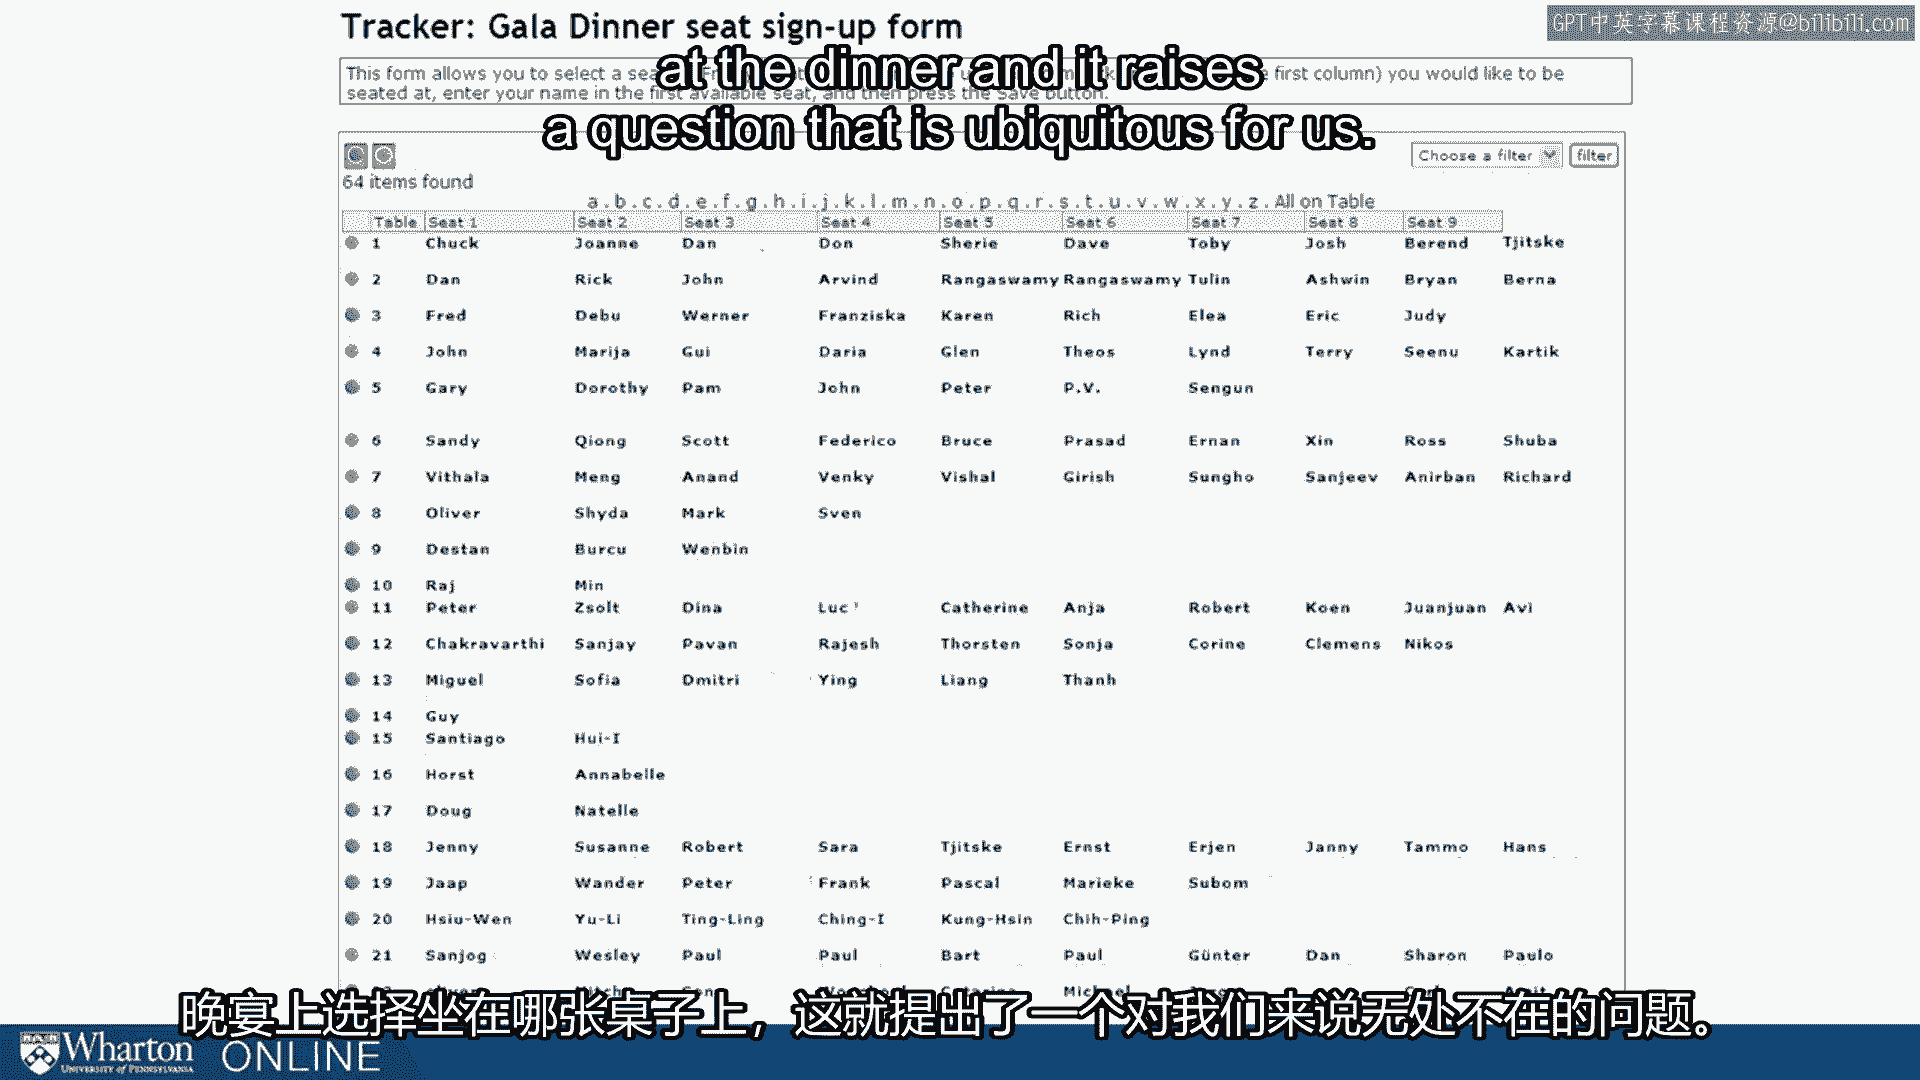 Tracker: Gala Dinner seat sign-up form
GPT中英字幕课程资源@bilibili.com
at the dinner and it raises
a question that is ubiquitous for us.
This form allows you to select a first column) you would like to be
seated at, enter your name in the first available seat, and then press the Save button.
Choose a filter filter
64 items found
a.b.c.d.e.f.g.h.i.j.k.l.m.n.o.p.q.r.s.t.u.v.w.x.y.z. All on Table
Table Seat 1 Seat 2 Seat 3 Seat 4 Seat 5 Seat 6 Seat 7 Seat 8 Seat 9
1 Chuck Joanne Dan Don Sherie Dave Toby Josh Berend Tjitske
2 Dan Rick John Arvind Rangaswamy Rangaswamy Tulin Ashwin Bryan Berna
3 Fred Debu Werner Franziska Karen Rich Elea Eric Judy
4 John Marija Gui Daria Glen Theos Lynd Terry Seenu Kartik
5 Gary Dorothy Pam John Peter P.V. Sengun
6 Sandy Qiong Scott Federico Bruce Prasad Ernan Xin Ross Shuba
7 Vithala Meng Anand Venky Vishal Girish Sungho Sanjeev Anirban Richard
8 Oliver Shyda Mark Sven
9 Destan Burcu Wenbin
10 Raj Min
11 Peter Zsolt Dina Luc Catherine Anja Robert Koen Juanjuan Avi
12 Chakravarthi Sanjay Pavan Rajesh Thorsten Sonja Corine Clemens Nikos
13 Miguel Sofia Dmitri Ying Liang Thanh
14 Guy
15 Santiago Hui-I
16 Horst Annabelle
17 Doug Natelle
18 Jenny Susanne Robert Sara Tjitske Ernst Erjen Janny Tammo Hans
19 Jaap Wander Peter Frank Pascal Marieke Subom
20 Hsiu-Wen Yu-Li Ting-Ling Ching-I Kung-Hsin Chih-Ping
21 Sanjog Wesley Paul Paul Bart Paul Günter Dan Sharon Paulo
晚宴上选择坐在哪张桌子上，这就提出了一个对我们来说无处不在的问题。
Wharton ONLINE
UNIVERSITY OF PENNSYLVANIA